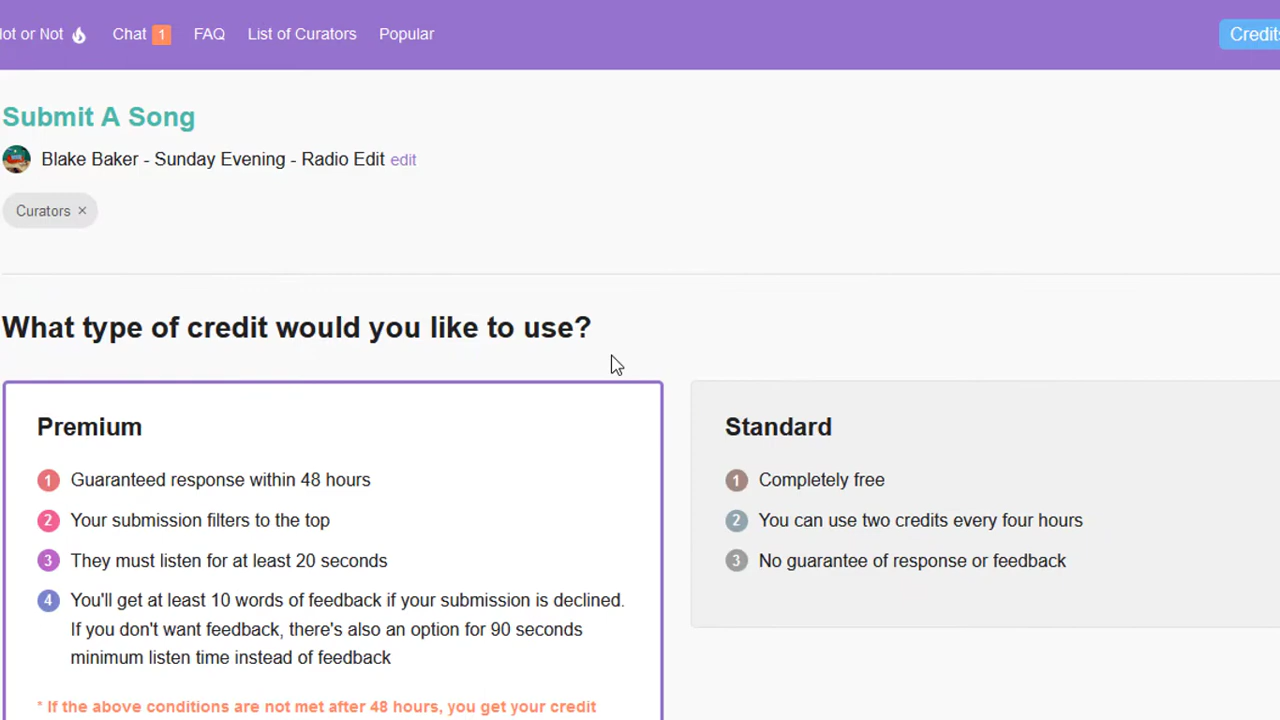 ot or Not Chat 1 FAQ List of Curators Popular Credits
Submit A Song
Blake Baker - Sunday Evening - Radio Edit edit
Curators ×
What type of credit would you like to use?
Premium
1 Guaranteed response within 48 hours
2 Your submission filters to the top
3 They must listen for at least 20 seconds
4 You'll get at least 10 words of feedback if your submission is declined.
If you don't want feedback, there's also an option for 90 seconds
minimum listen time instead of feedback
* If the above conditions are not met after 48 hours, you get your credit
Standard
1 Completely free
2 You can use two credits every four hours
3 No guarantee of response or feedback